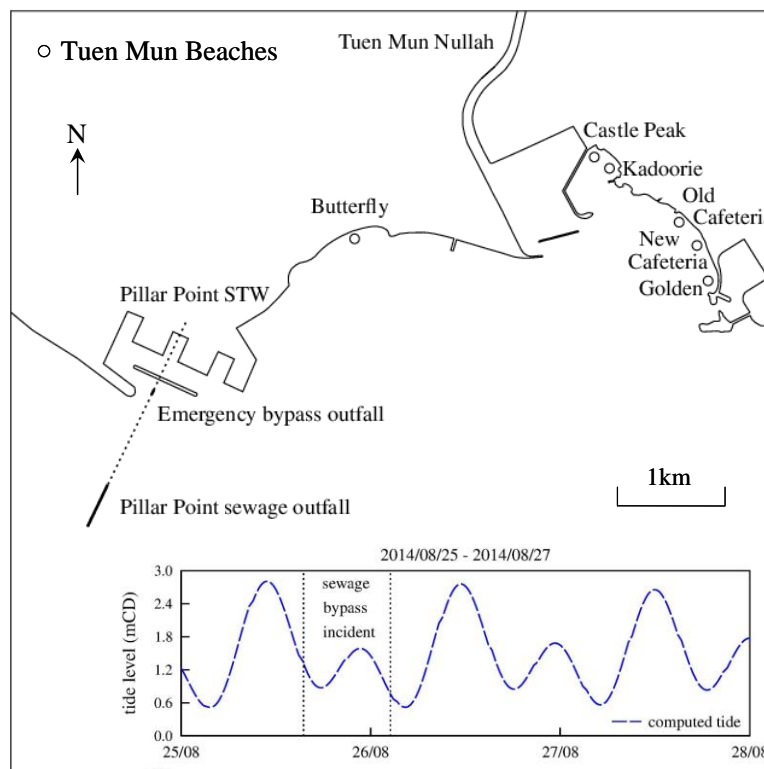 Tuen Mun Beaches
Tuen Mun Nullah
N
Castle Peak
Kadoorie
Old
Cafeteria
New
Cafeteria
Golden
Butterfly
Pillar Point STW
Emergency bypass outfall
1km
Pillar Point sewage outfall
2014/08/25 - 2014/08/27
tide level (mCD)
3.0
2.4
1.8
1.2
0.6
0.0
sewage
bypass
incident
computed tide
25/08
26/08
27/08
28/08